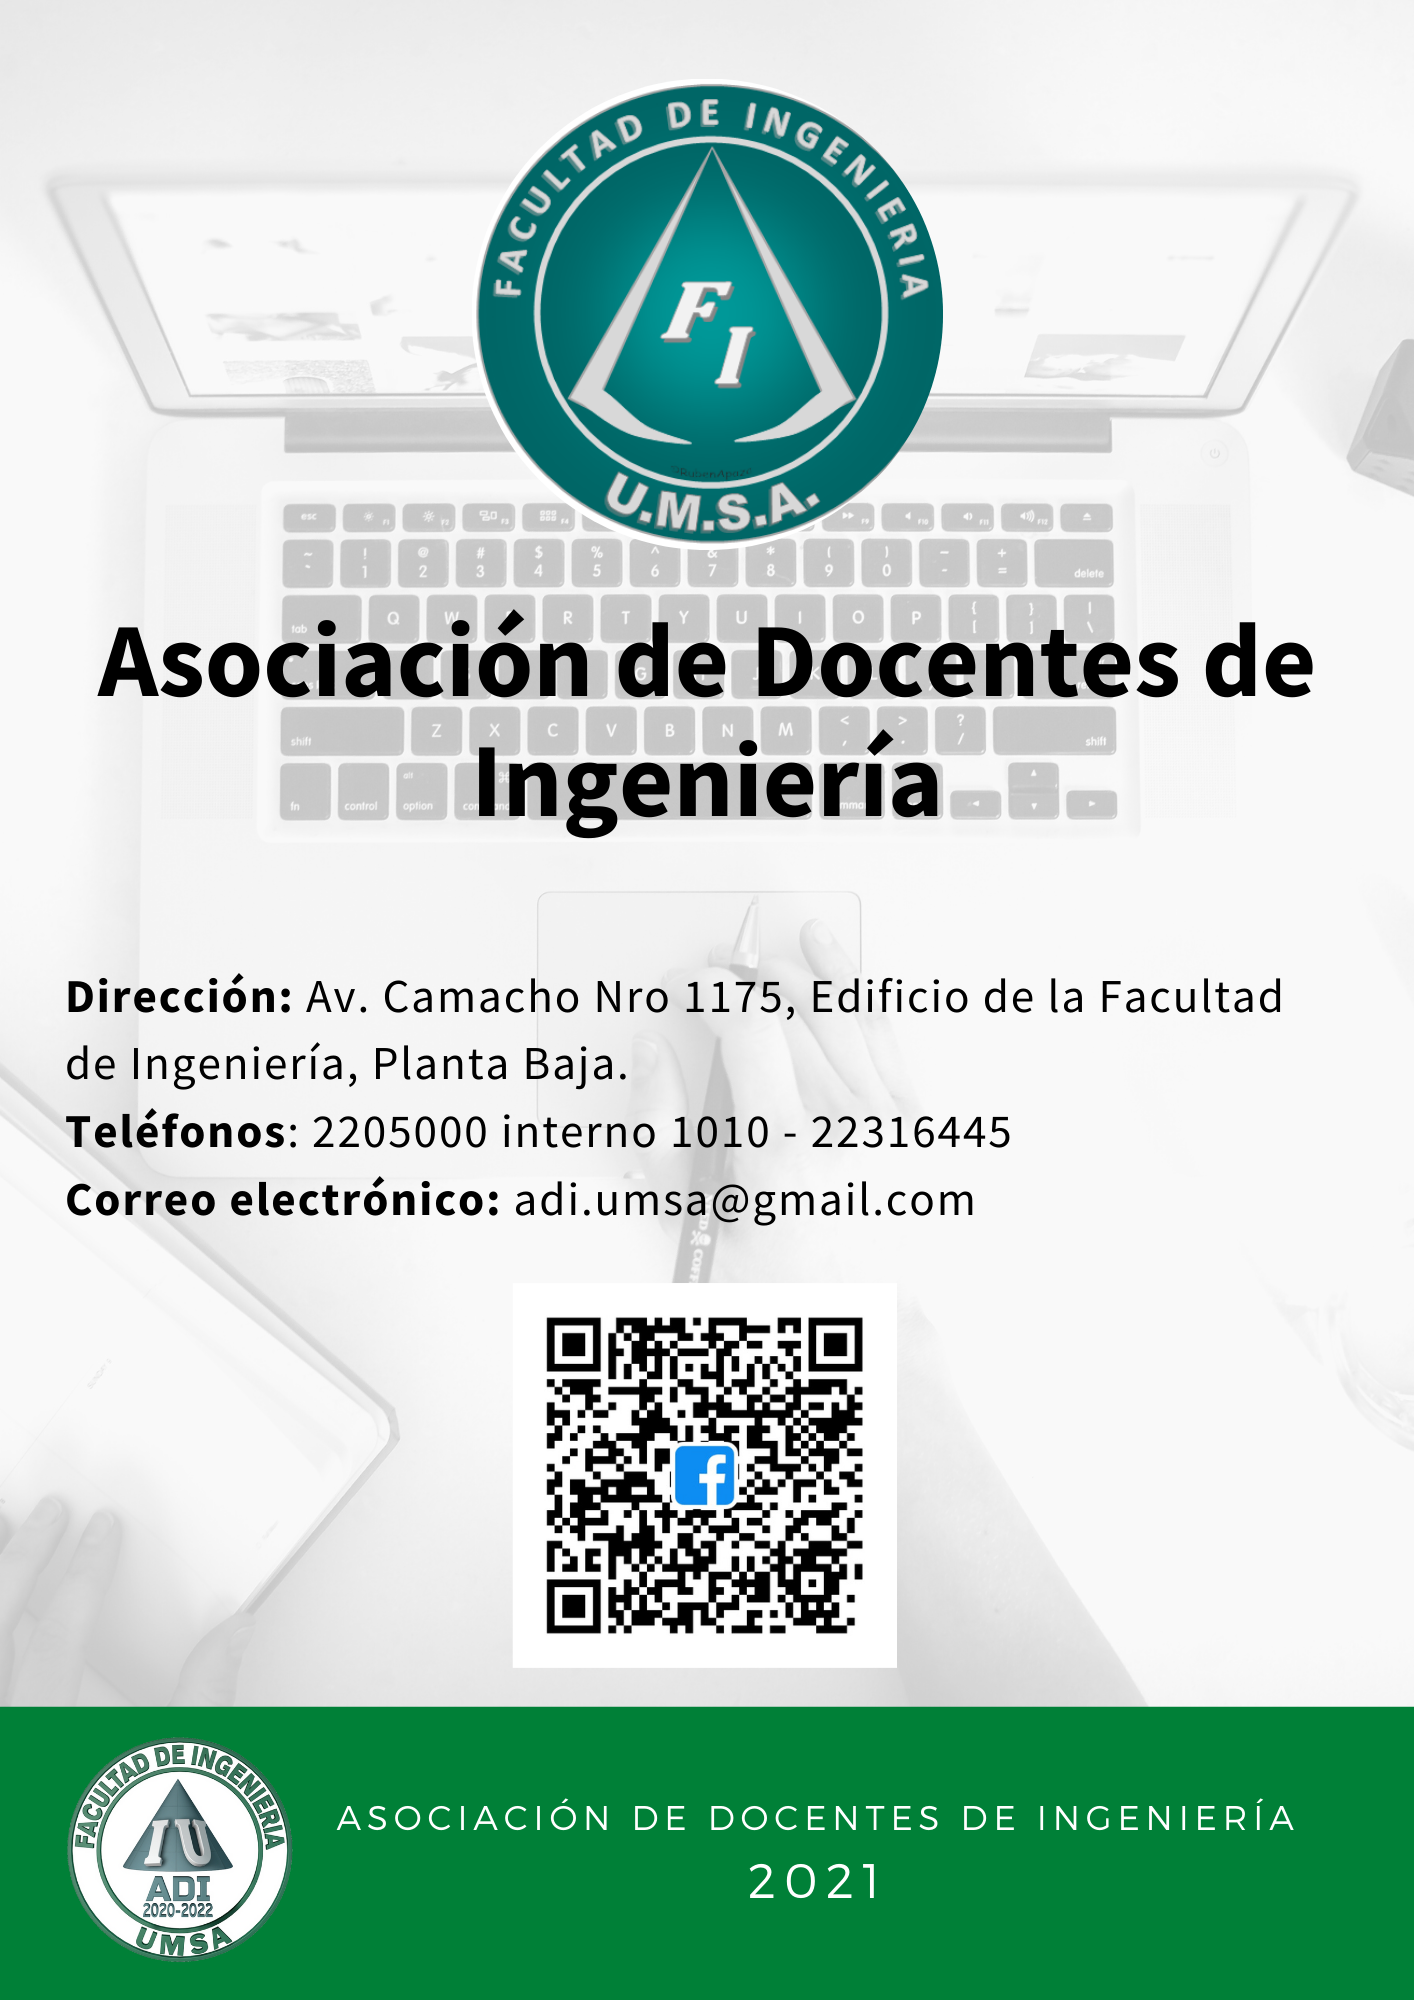 FACULTAD DE INGENIERIA
F
I
U.M.S.A.
Asociación de Docentes de
Ingeniería
Dirección: Av. Camacho Nro 1175, Edificio de la Facultad
de Ingeniería, Planta Baja.
Teléfonos: 2205000 interno 1010 - 22316445
Correo electrónico: adi.umsa@gmail.com
FACULTAD DE INGENIERIA
IU
ADI
2020-2022
UMSA
ASOCIACIÓN DE DOCENTES DE INGENIERÍA
2021